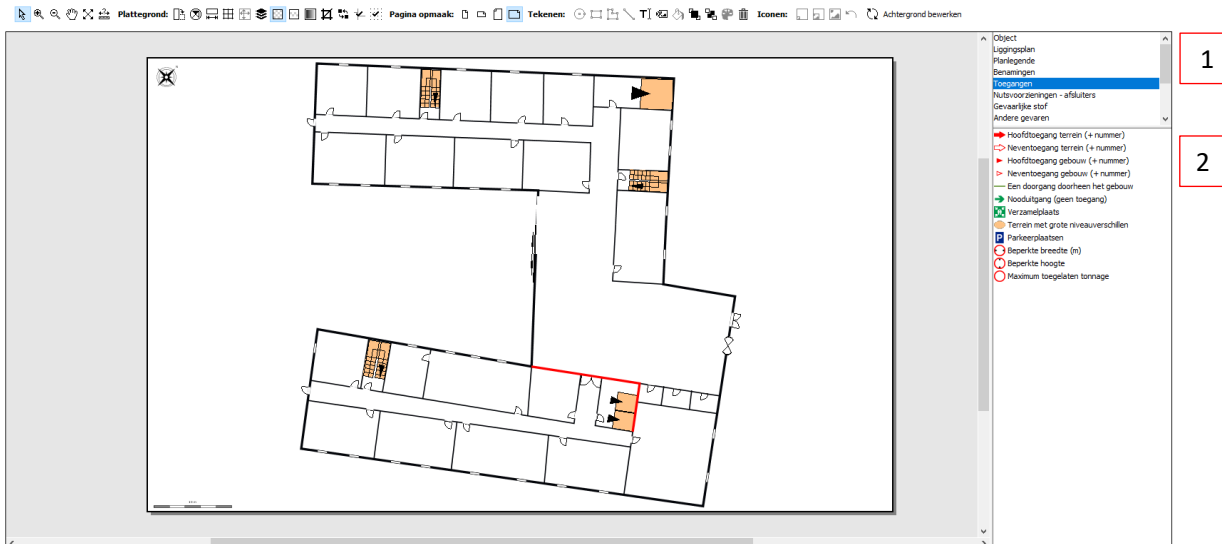 Plattegrond: Pagina opmaak: Tekenen: TI Iconen: Achtergrond bewerken
Object
Liggingsplan
Planlegende
Benamingen
Toegangen
Nutsvoorzieningen - afsluiters
Gevaarlijke stof
Andere gevaren
1
Hoofdtoegang terrein (+ nummer)
Neventoegang terrein (+ nummer)
Hoofdtoegang gebouw (+ nummer)
Neventoegang gebouw (+ nummer)
Een doorgang doorheen het gebouw
Nooduitgang (geen toegang)
Verzamelplaats
Terrein met grote niveauverschillen
P Parkeerplaatsen
Beperkte breedte (m)
Beperkte hoogte
Maximum toegelaten tonnage
2